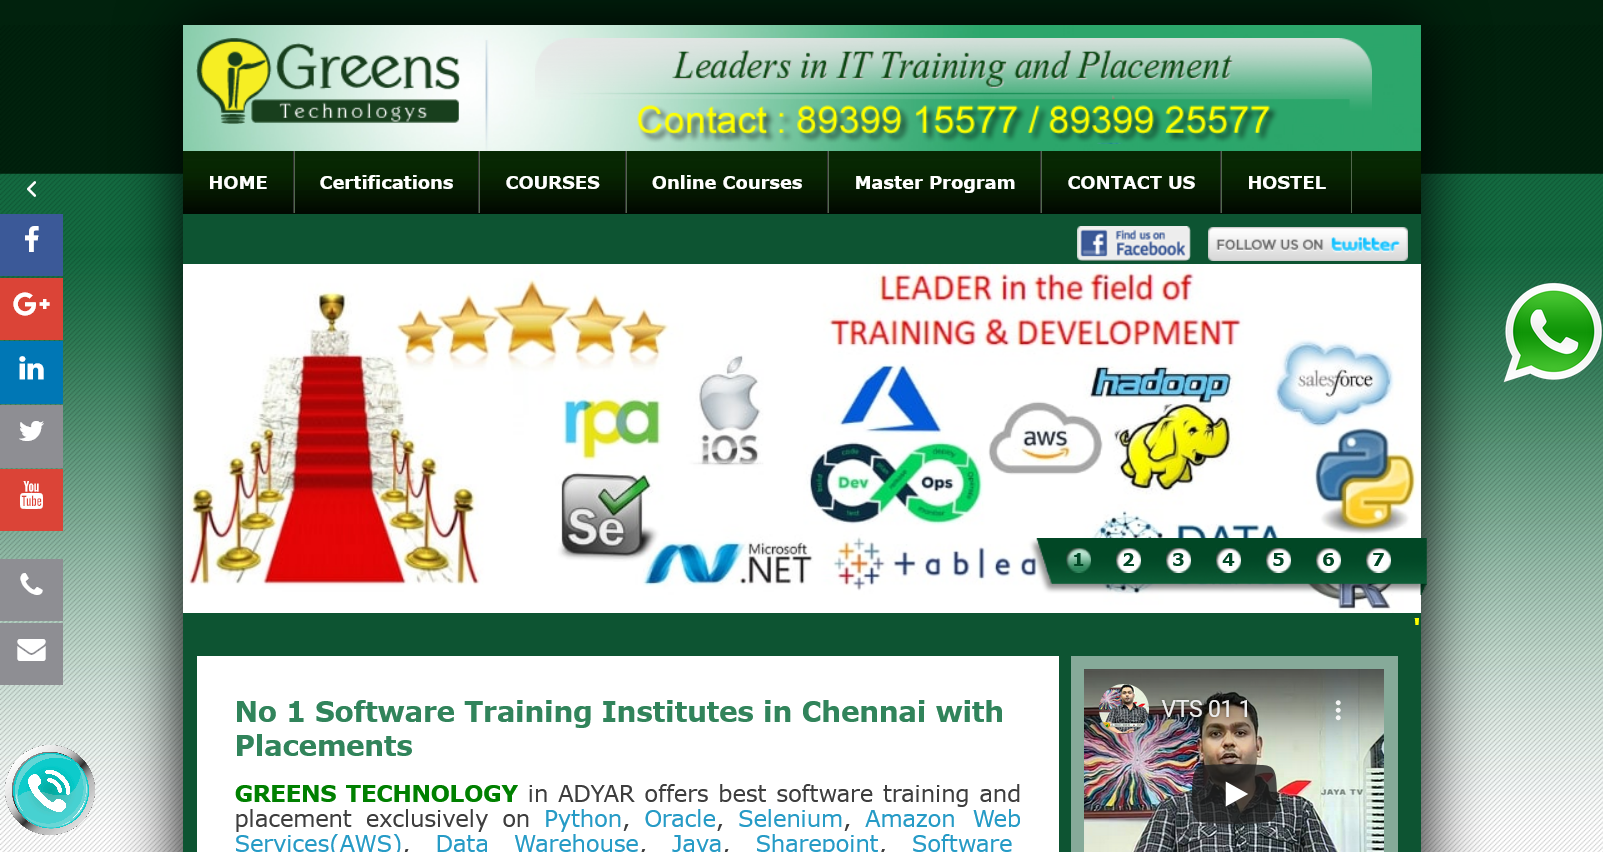 Greens
Technologys
Leaders in IT Training and Placement
Contact : 89399 15577 / 89399 25577
HOME Certifications COURSES Online Courses Master Program CONTACT US HOSTEL
Find us on
Facebook
FOLLOW US ON twitter
LEADER in the field of
TRAINING & DEVELOPMENT
hadoop
salesforce
rpa
iOS
aws
Dev Ops
Se
DATA
Microsoft
.NET
+ a b l e a
R
1 2 3 4 5 6 7
You
Tube
No 1 Software Training Institutes in Chennai with
Placements
GREENS TECHNOLOGY in ADYAR offers best software training and
placement exclusively on Python, Oracle, Selenium, Amazon Web
Services(AWS), Data Warehouse, Java, Sharepoint, Software
VTS 01 1
JAYA TV